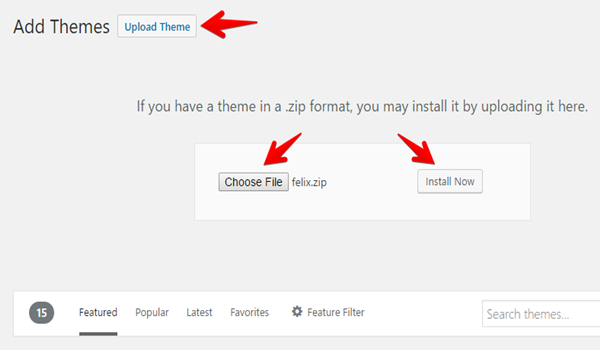 Add Themes Upload Theme
If you have a theme in a .zip format, you may install it by uploading it here.
Choose File felix.zip Install Now
15 Featured Popular Latest Favorites Feature Filter Search themes...